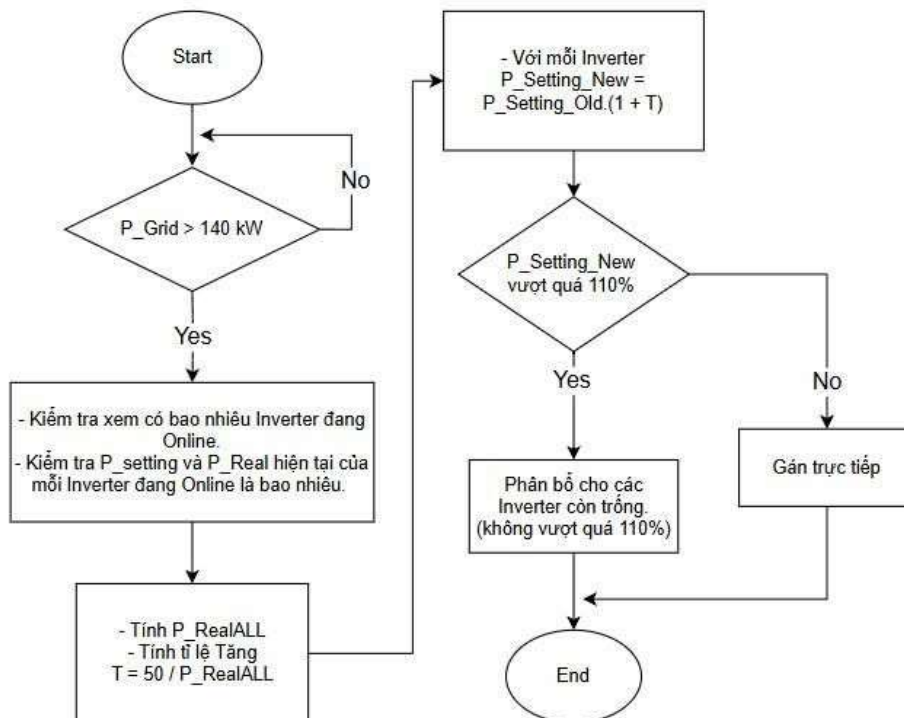 Start
No
P_Grid > 140 kW
Yes
- Kiểm tra xem có bao nhiêu Inverter đang
Online.
- Kiểm tra P_setting và P_Real hiện tại của
mỗi Inverter đang Online là bao nhiêu.
- Tính P_RealALL
- Tính tỉ lệ Tăng
T = 50 / P_RealALL
- Với mỗi Inverter
P_Setting_New =
P_Setting_Old.(1 + T)
P_Setting_New
vượt quá 110%
Yes
No
Phân bổ cho các
Inverter còn trống.
(không vượt quá 110%)
Gán trực tiếp
End